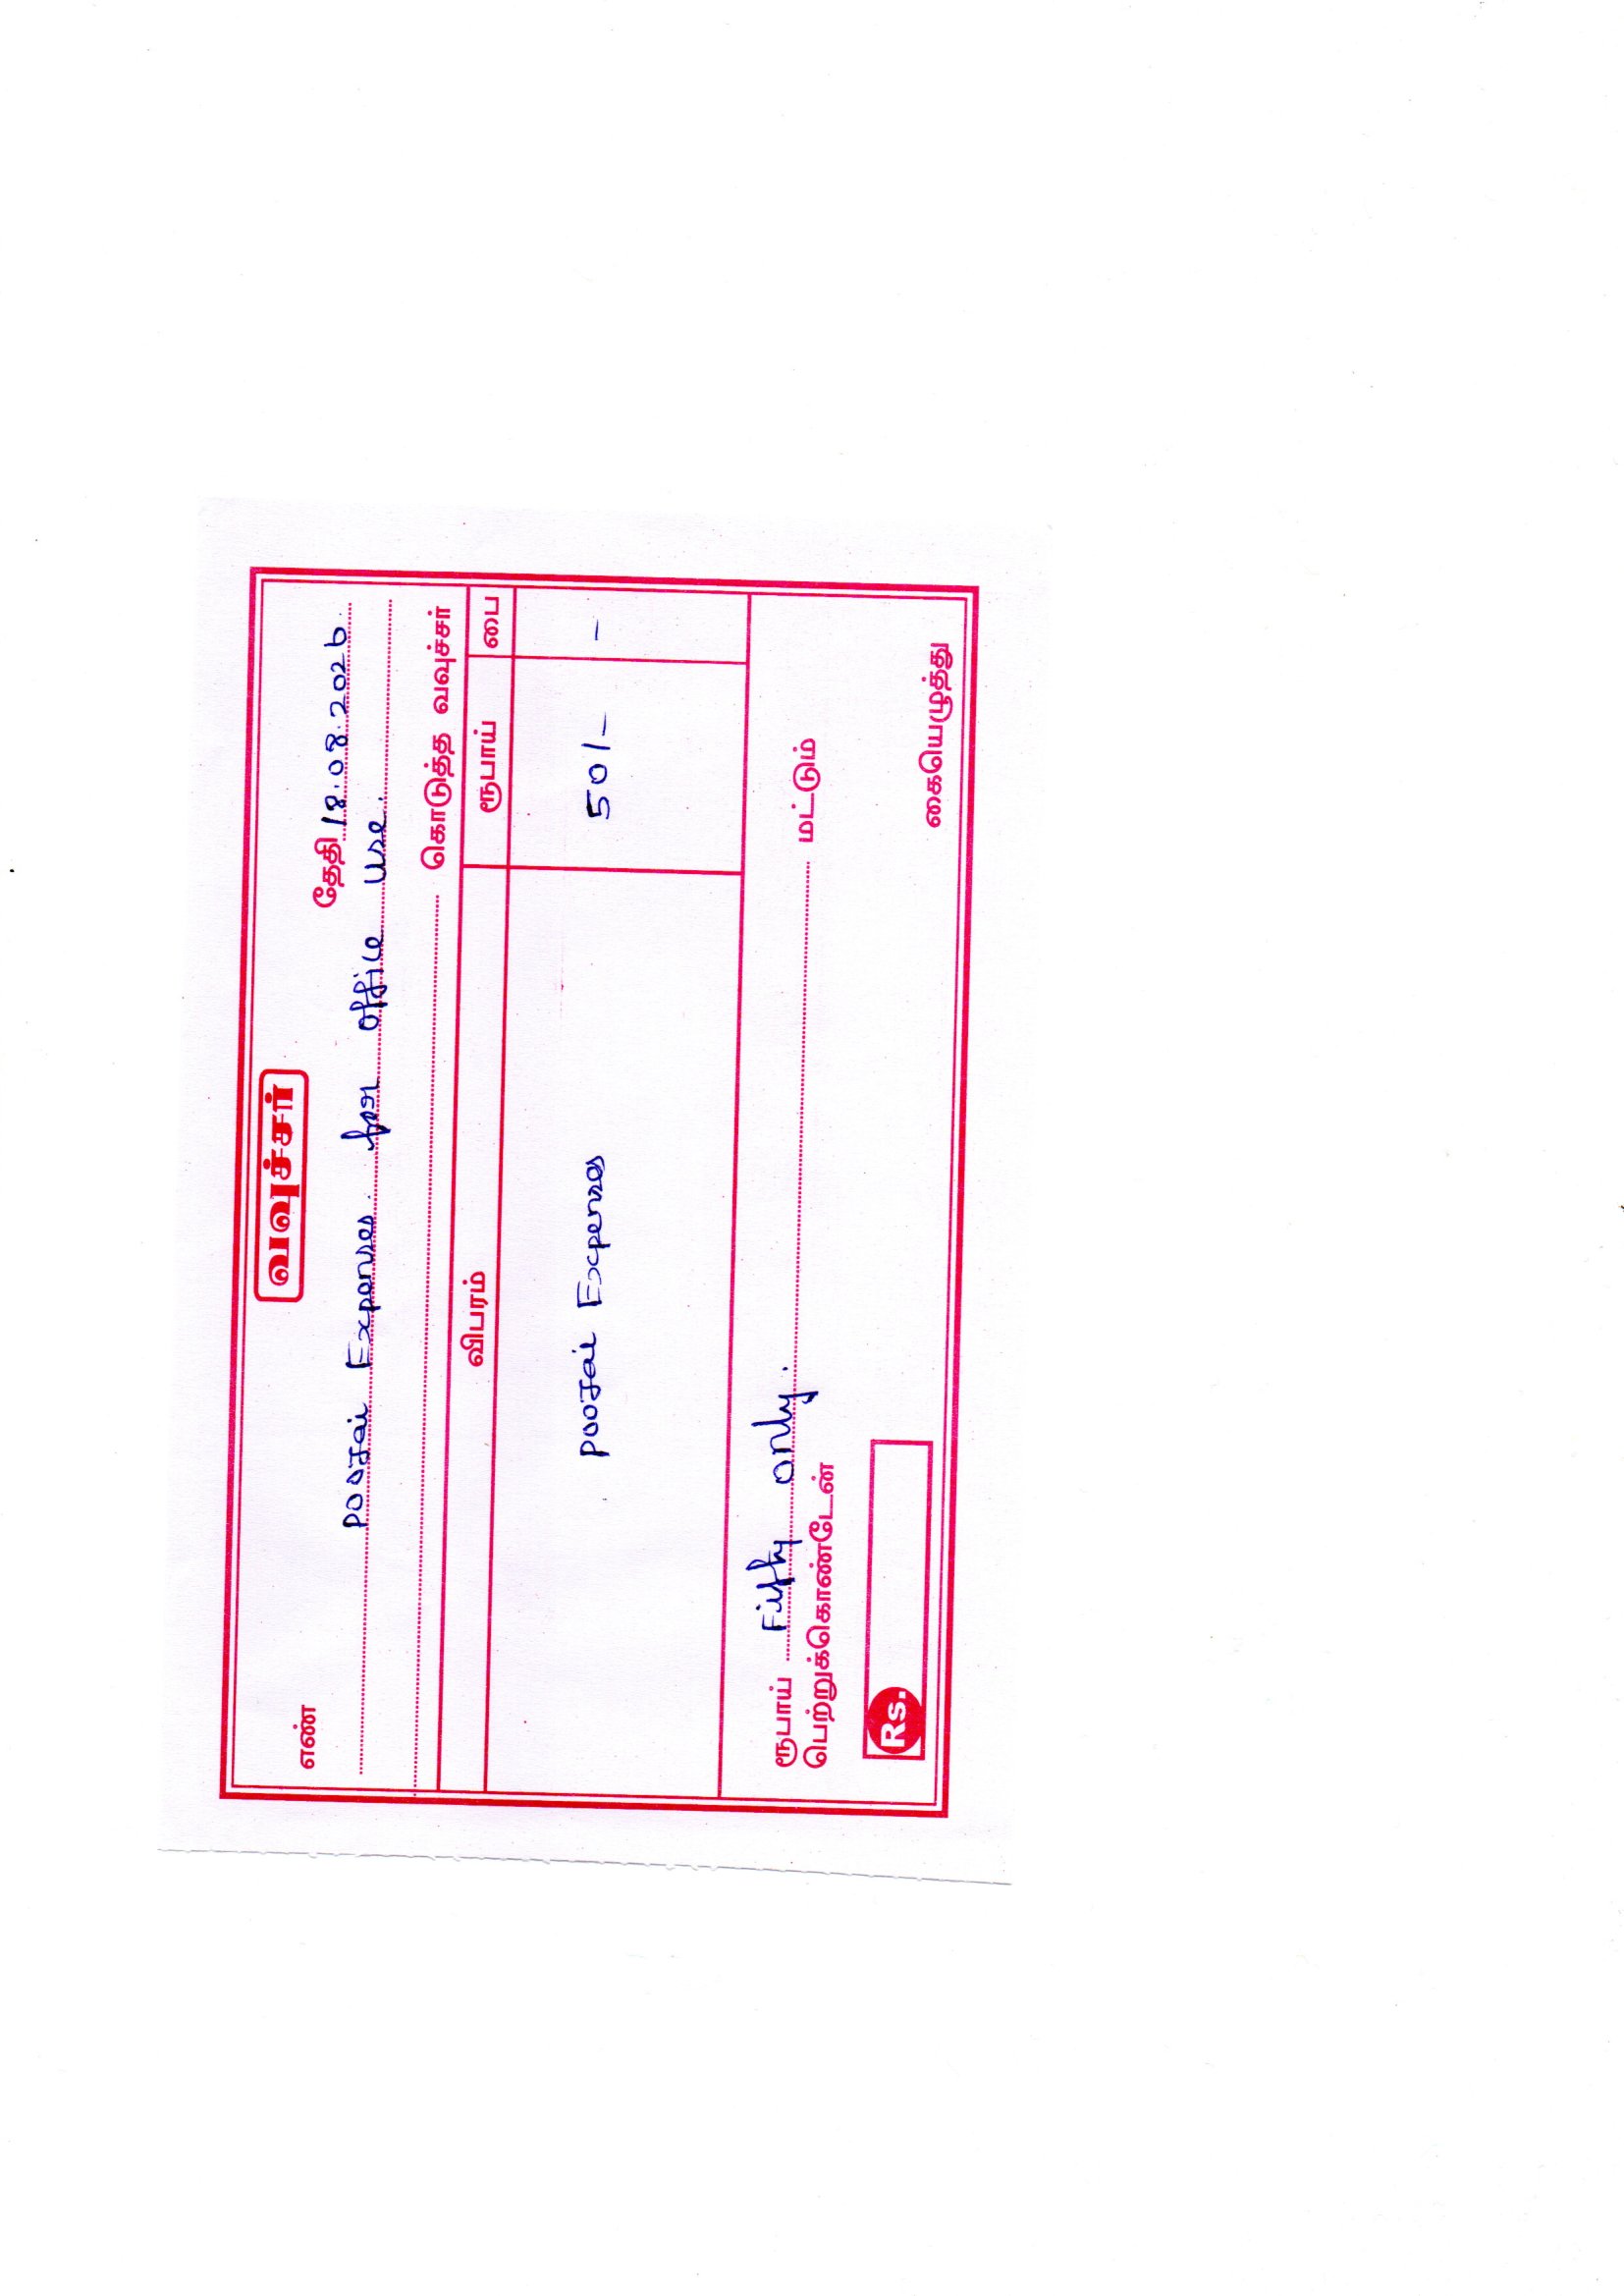 வவுச்சர்
எண்
தேதி 18.08.2026
Poojai Expenses for office use.
கொடுத்த வவுச்சர்
விபரம் ரூபாய் பை
Poojai Expenses 50/- -
ரூபாய் Fifty only. மட்டும்
பெற்றுக்கொண்டேன்
Rs.
கையெழுத்து